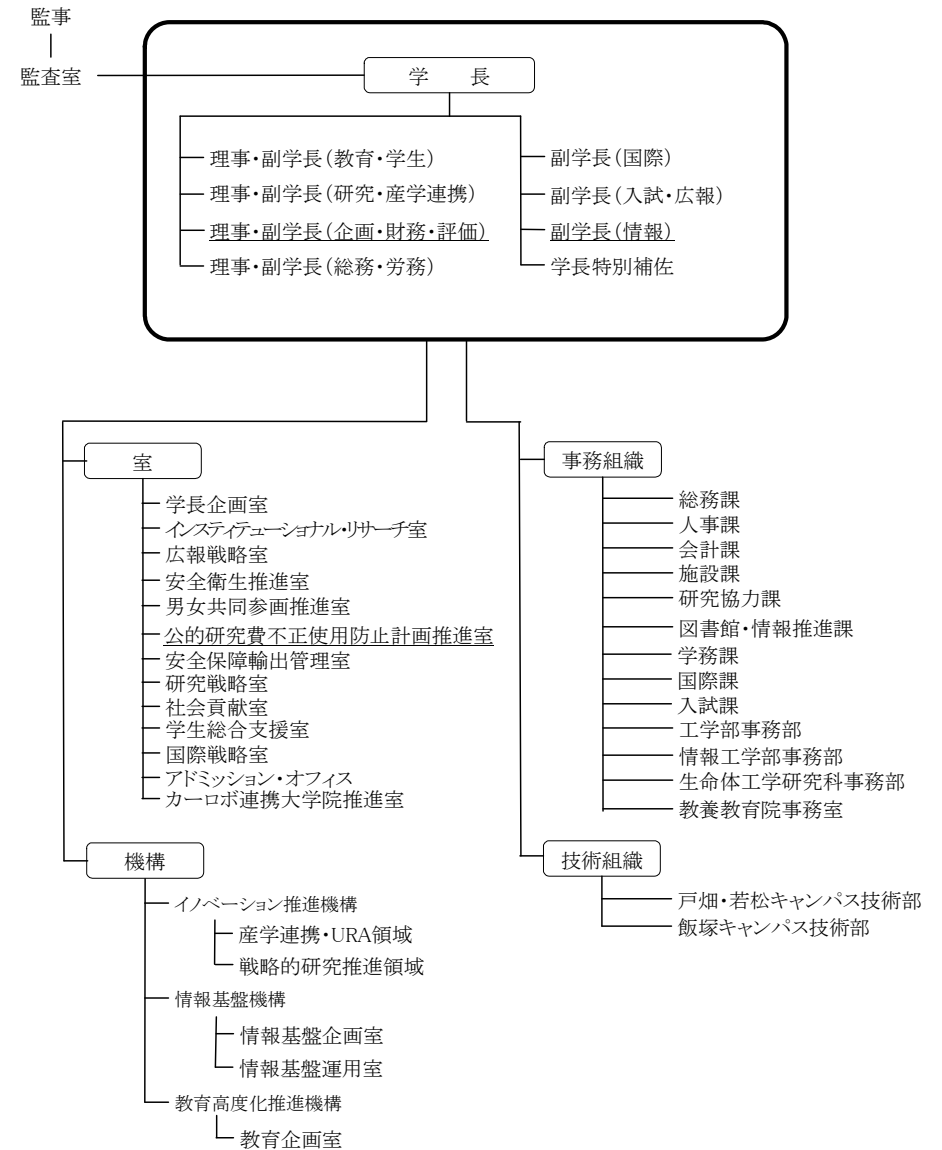 監事
監査室
学　長
理事・副学長(教育・学生)
理事・副学長(研究・産学連携)
理事・副学長(企画・財務・評価)
理事・副学長(総務・労務)
副学長(国際)
副学長(入試・広報)
副学長(情報)
学長特別補佐
室
学長企画室
インスティテューショナル・リサーチ室
広報戦略室
安全衛生推進室
男女共同参画推進室
公的研究費不正使用防止計画推進室
安全保障輸出管理室
研究戦略室
社会貢献室
学生総合支援室
国際戦略室
アドミッション・オフィス
カーロボ連携大学院推進室
機構
イノベーション推進機構
産学連携・URA領域
戦略的研究推進領域
情報基盤機構
情報基盤企画室
情報基盤運用室
教育高度化推進機構
教育企画室
事務組織
総務課
人事課
会計課
施設課
研究協力課
図書館・情報推進課
学務課
国際課
入試課
工学部事務部
情報工学部事務部
生命体工学研究科事務部
教養教育院事務室
技術組織
戸畑・若松キャンパス技術部
飯塚キャンパス技術部